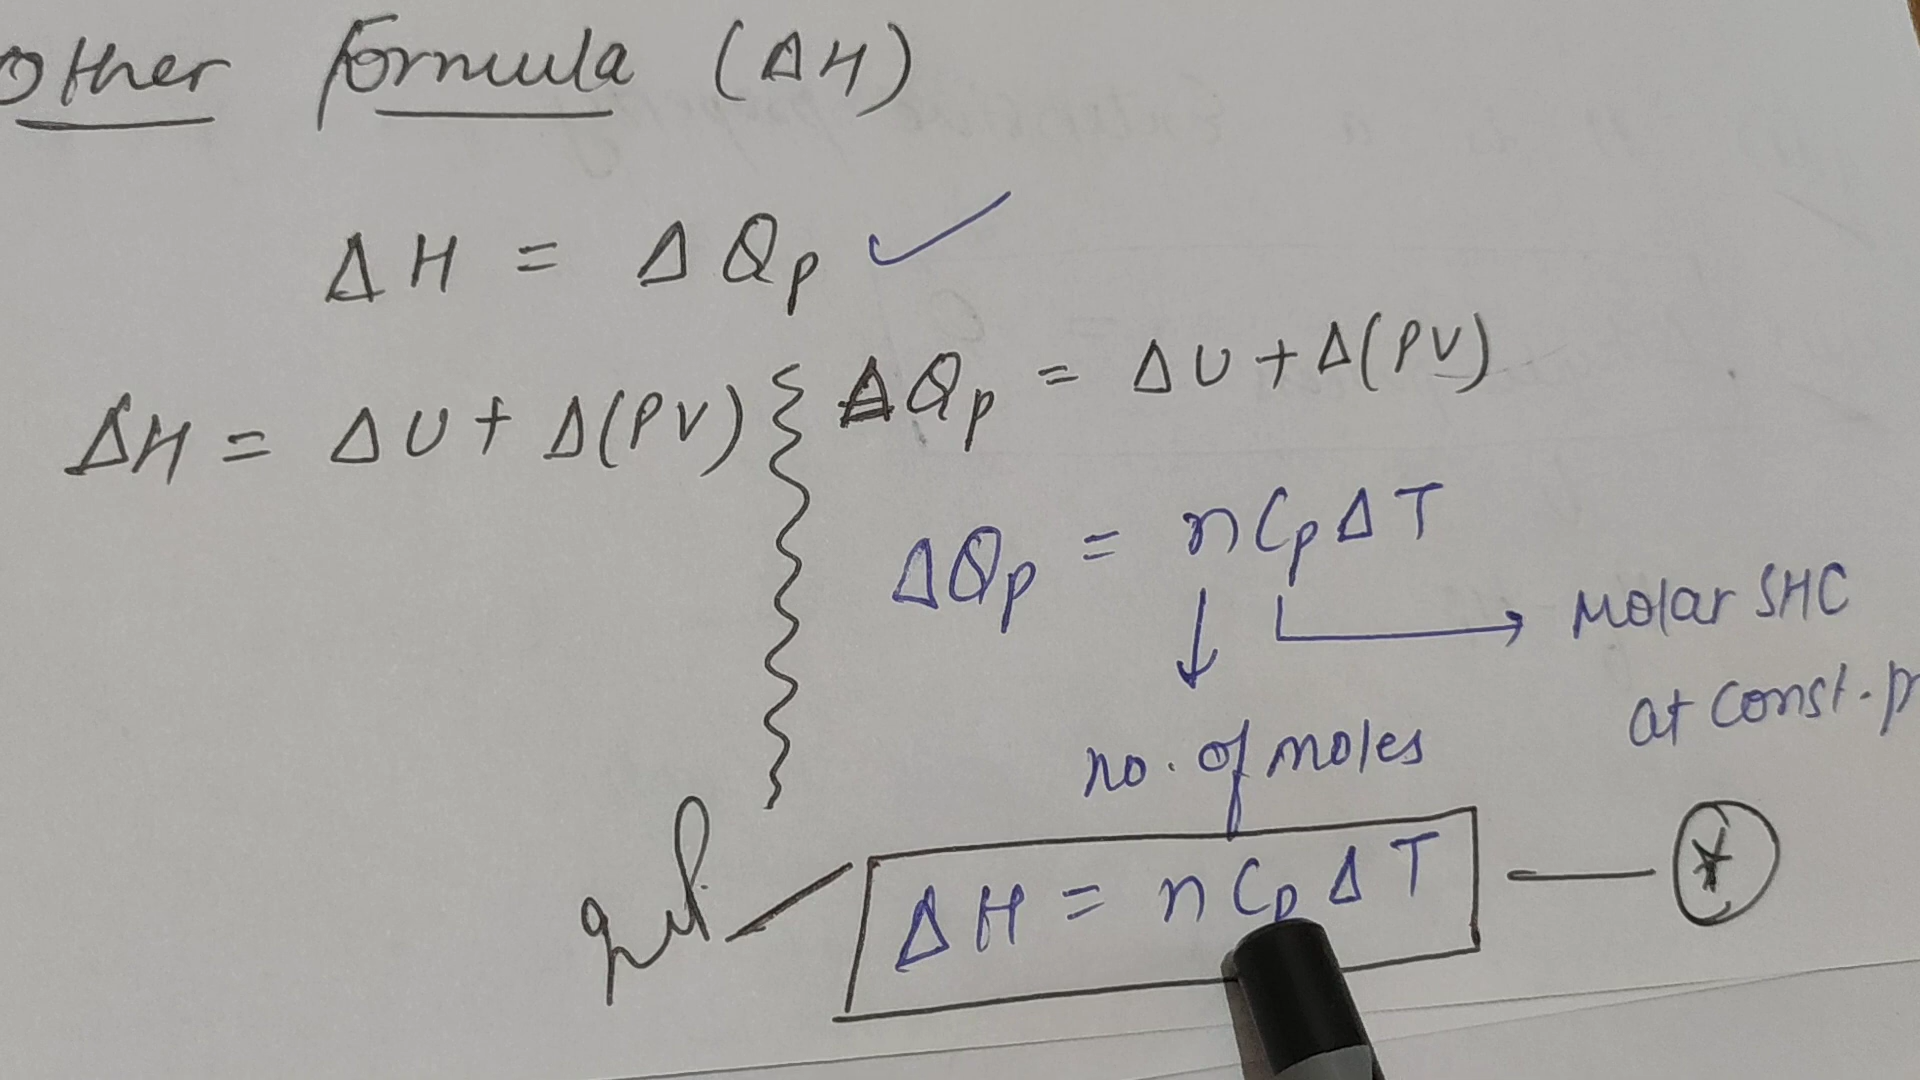 Other formula (ΔH)
ΔH = ΔQp ✓
ΔH = ΔU + Δ(PV)
ΔQp = ΔU + Δ(PV)
ΔQp = nCpΔT
Molar SHC
at const. pr
no. of moles
ΔH = nCpΔT
*